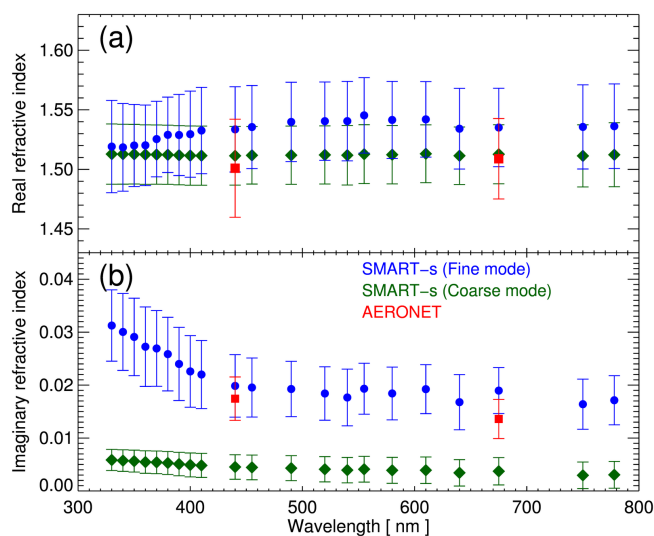 (a)
1.60
1.55
1.50
1.45
Real refractive index
(b)
SMART-s (Fine mode)
SMART-s (Coarse mode)
AERONET
0.04
0.03
0.02
0.01
0.00
Imaginary refractive index
300 400 500 600 700 800
Wavelength [ nm ]